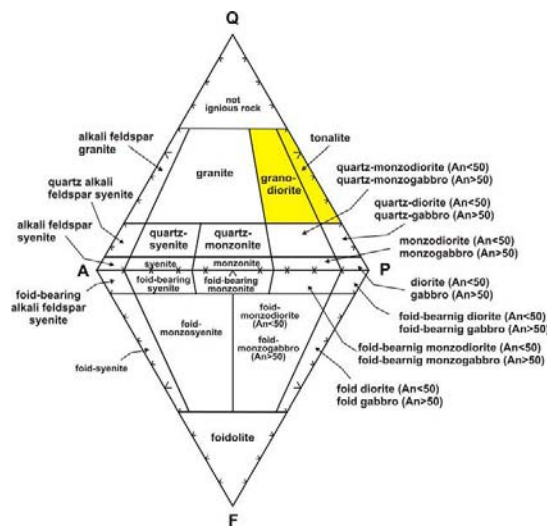 Q
not
ignious rock
alkali feldspar
granite
tonalite
granite
grano-
diorite
quartz-monzodiorite (An<50)
quartz-monzogabbro (An>50)
quartz alkali
feldspar syenite
quartz-diorite (An<50)
quartz-gabbro (An>50)
quartz-
syenite
quartz-
monzonite
alkali feldspar
syenite
monzodiorite (An<50)
monzogabbro (An>50)
syenite
monzonite
A
P
diorite (An<50)
gabbro (An>50)
foid-bearing
alkali feldspar
syenite
foid-bearing
syenite
foid-bearing
monzonite
foid-bearnig diorite (An<50)
foid-bearnig gabbro (An>50)
foid-
monzodiorite
(An<50)
foid-
monzosyenite
foid-
monzogabbro
(An>50)
foid-bearnig monzodiorite (An<50)
foid-bearnig monzogabbro (An>50)
foid-syenite
foid diorite (An<50)
foid gabbro (An>50)
foidolite
F